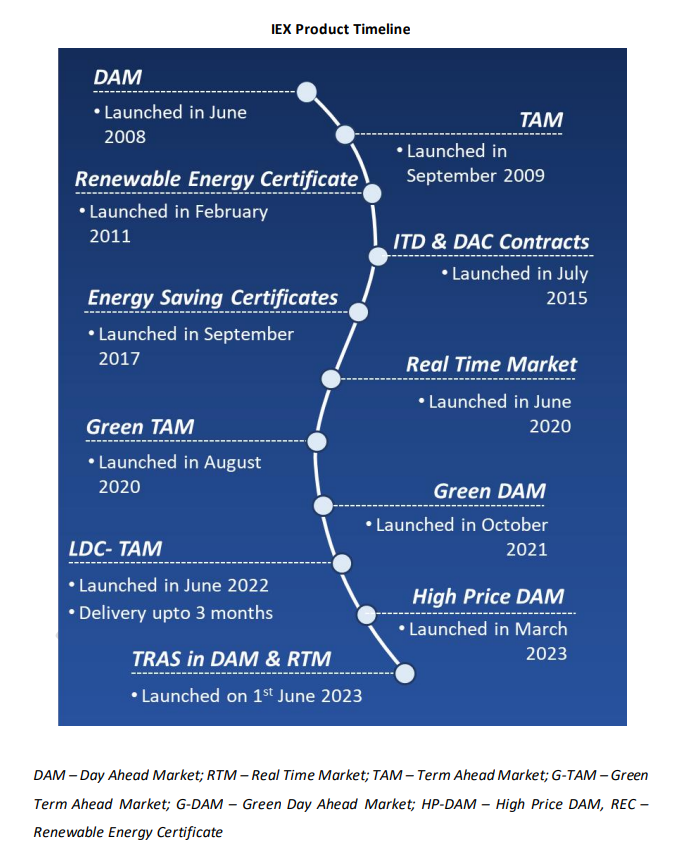 IEX Product Timeline
DAM
• Launched in June
2008
TAM
• Launched in
September 2009
Renewable Energy Certificate
• Launched in February
2011
ITD & DAC Contracts
• Launched in July
2015
Energy Saving Certificates
• Launched in September
2017
Real Time Market
• Launched in June
2020
Green TAM
• Launched in August
2020
Green DAM
• Launched in October
2021
LDC- TAM
• Launched in June 2022
• Delivery upto 3 months
High Price DAM
• Launched in March
2023
TRAS in DAM & RTM
• Launched on 1st June 2023
DAM – Day Ahead Market; RTM – Real Time Market; TAM – Term Ahead Market; G-TAM – Green
Term Ahead Market; G-DAM – Green Day Ahead Market; HP-DAM – High Price DAM, REC –
Renewable Energy Certificate